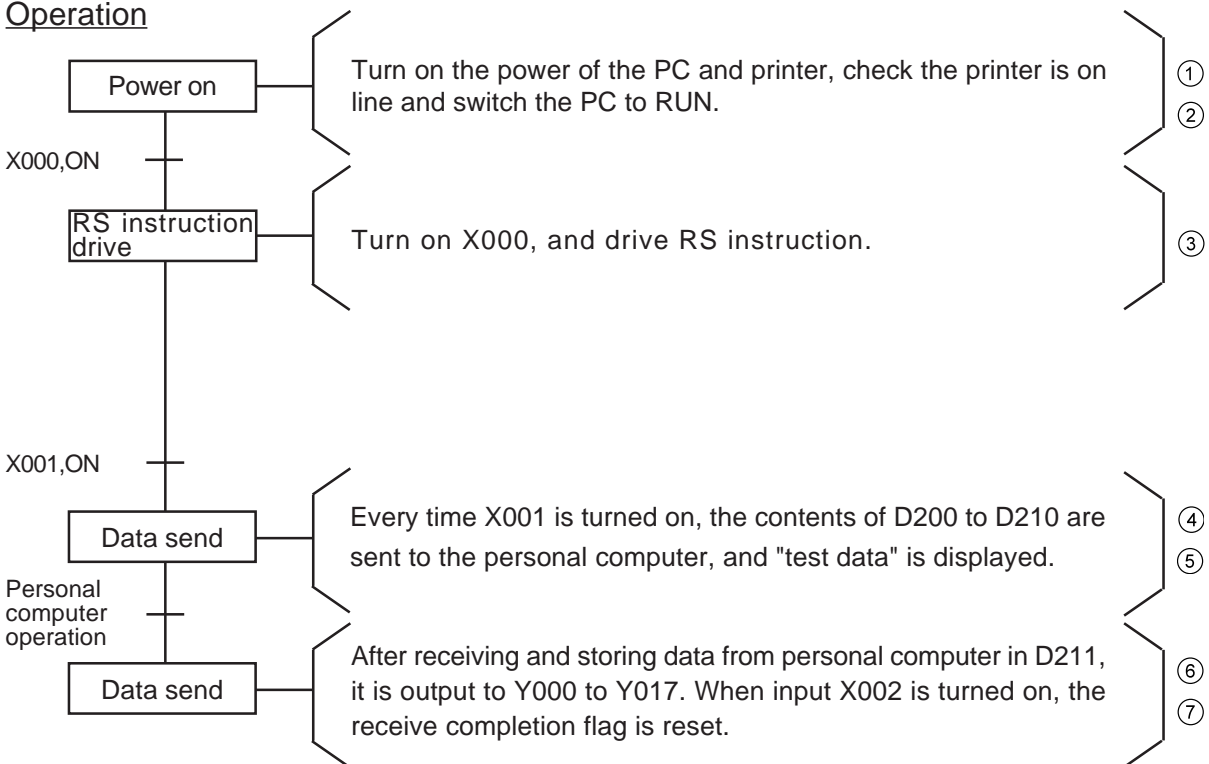 Operation
Power on
Turn on the power of the PC and printer, check the printer is on
line and switch the PC to RUN.
①
②
X000,ON
RS instruction
drive
Turn on X000, and drive RS instruction.
③
X001,ON
Data send
Every time X001 is turned on, the contents of D200 to D210 are
sent to the personal computer, and "test data" is displayed.
④
⑤
Personal
computer
operation
Data send
After receiving and storing data from personal computer in D211,
it is output to Y000 to Y017. When input X002 is turned on, the
receive completion flag is reset.
⑥
⑦